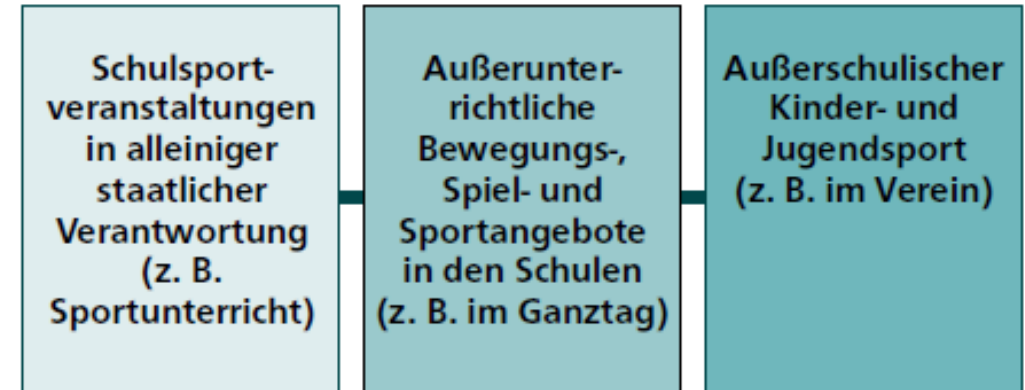 Schulsport-
veranstaltungen
in alleiniger
staatlicher
Verantwortung
(z. B.
Sportunterricht)
Außerunter-
richtliche
Bewegungs-,
Spiel- und
Sportangebote
in den Schulen
(z. B. im Ganztag)
Außerschulischer
Kinder- und
Jugendsport
(z. B. im Verein)